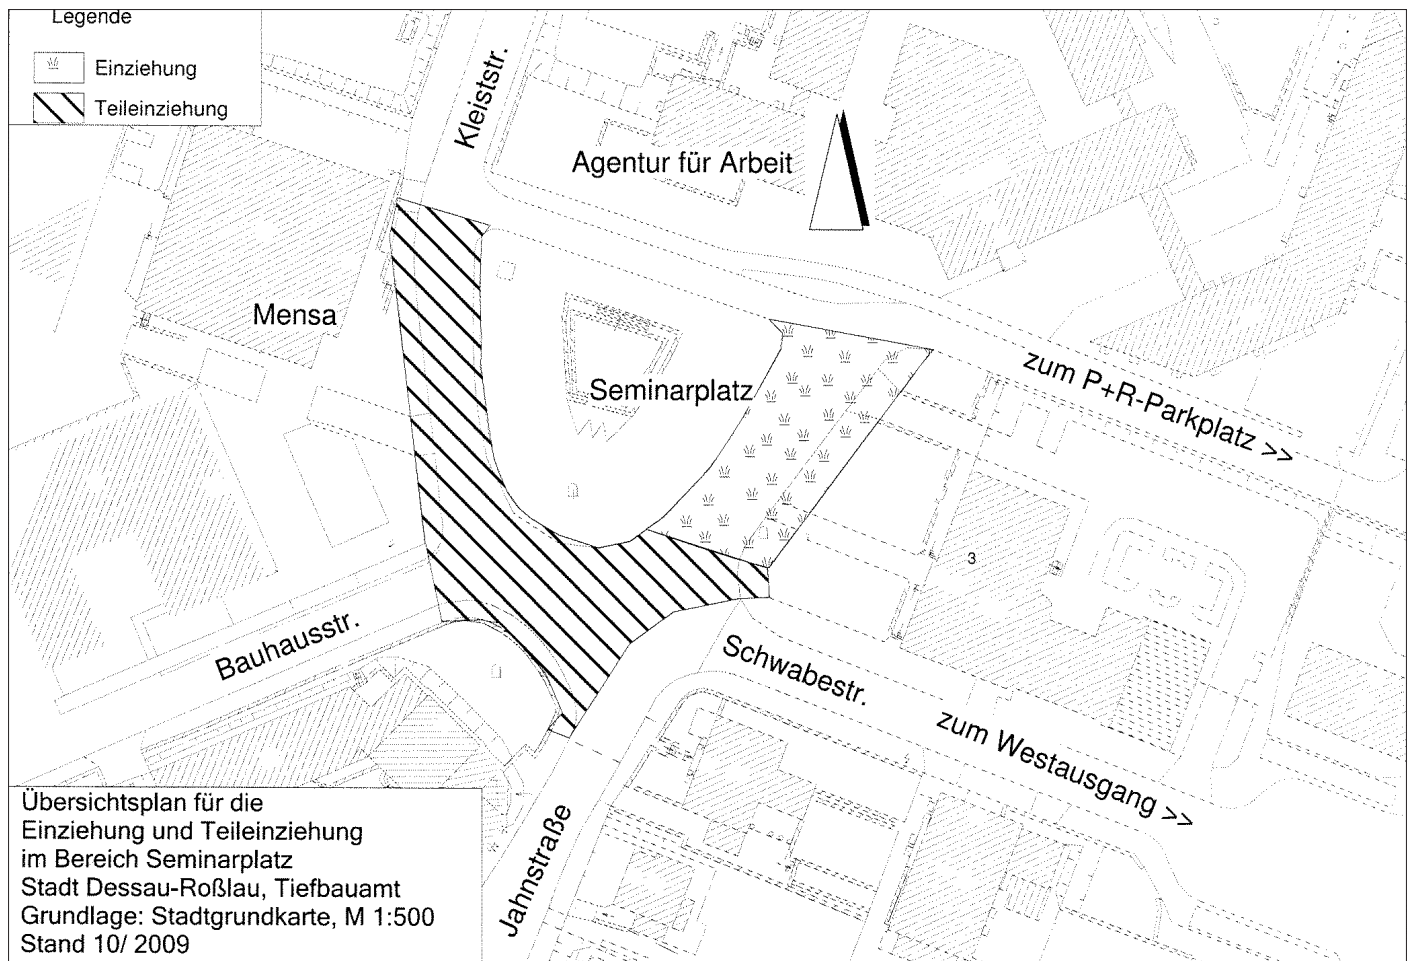 Legende
Einziehung
Teileinziehung
Kleiststr.
Agentur für Arbeit
Mensa
Seminarplatz
zum P+R-Parkplatz >>
3
Bauhausstr.
Schwabestr.
zum Westausgang >>
Jahnstraße
Übersichtsplan für die
Einziehung und Teileinziehung
im Bereich Seminarplatz
Stadt Dessau-Roßlau, Tiefbauamt
Grundlage: Stadtgrundkarte, M 1:500
Stand 10/ 2009